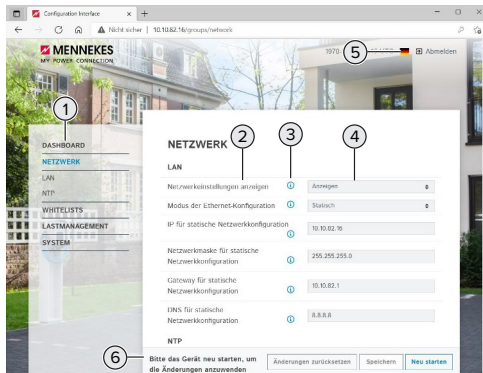 Configuration Interface
Nicht sicher | 10.10.82.16/groups/network
MENNEKES
MY POWER CONNECTION
1970-
Abmelden
5
1
DASHBOARD
NETZWERK
LAN
NTP
WHITELISTS
LASTMANAGEMENT
SYSTEM
NETZWERK
2
3
4
LAN
Netzwerkeinstellungen anzeigen
Anzeigen
Modus der Ethernet-Konfiguration
Statisch
IP für statische Netzwerkkonfiguration
10.10.82.16
Netzwerkmaske für statische
Netzwerkkonfiguration
255.255.255.0
Gateway für statische
Netzwerkkonfiguration
10.10.82.1
DNS für statische
Netzwerkkonfiguration
8.8.8.8
NTP
6
Bitte das Gerät neu starten, um
die Änderungen anzuwenden
Änderungen zurücksetzen
Speichern
Neu starten